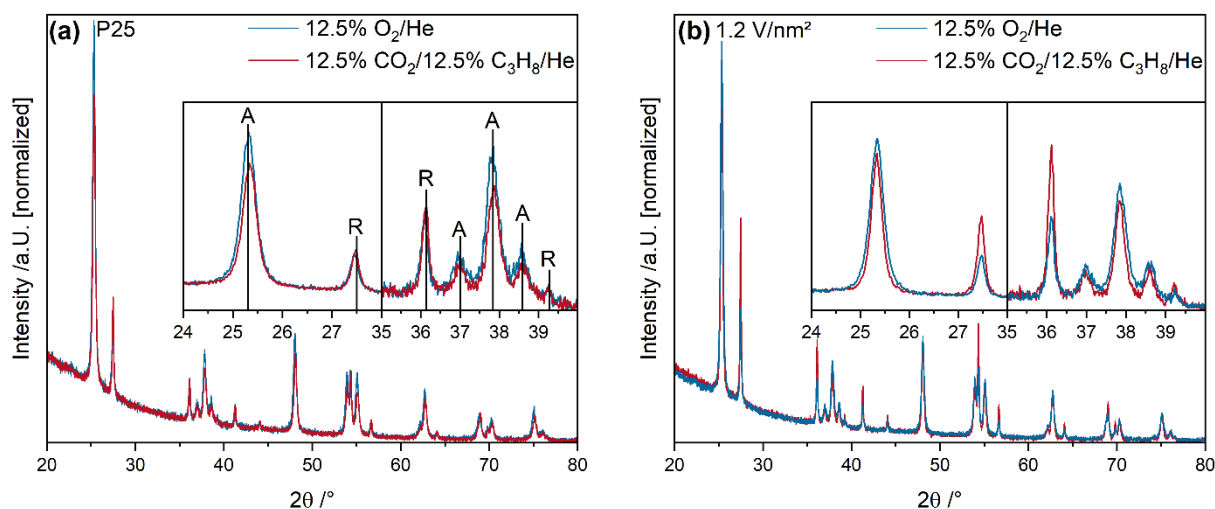 (a) P25
12.5% O₂/He
12.5% CO₂/12.5% C₃H₈/He
Intensity /a.U. [normalized]
A
R
R
A
A
A
R
24 25 26 27 35 36 37 38 39
20 30 40 50 60 70 80
2θ /°
(b) 1.2 V/nm²
12.5% O₂/He
12.5% CO₂/12.5% C₃H₈/He
Intensity /a.U. [normalized]
24 25 26 27 35 36 37 38 39
20 30 40 50 60 70 80
2θ /°